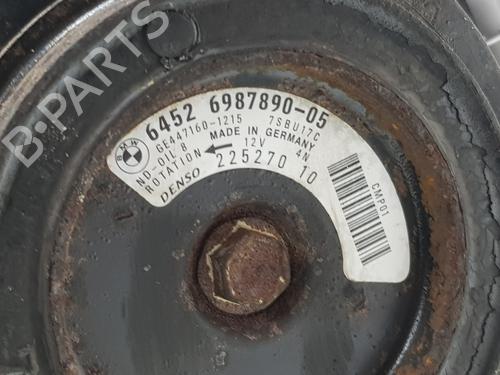 B-PARTS
BMW
6452 6987890-05
GE447160-1215 7SBU17C
MADE IN GERMANY
ND-OIL 8 12V 4N
ROTATION ←
DENSO 225270 10
CMP01